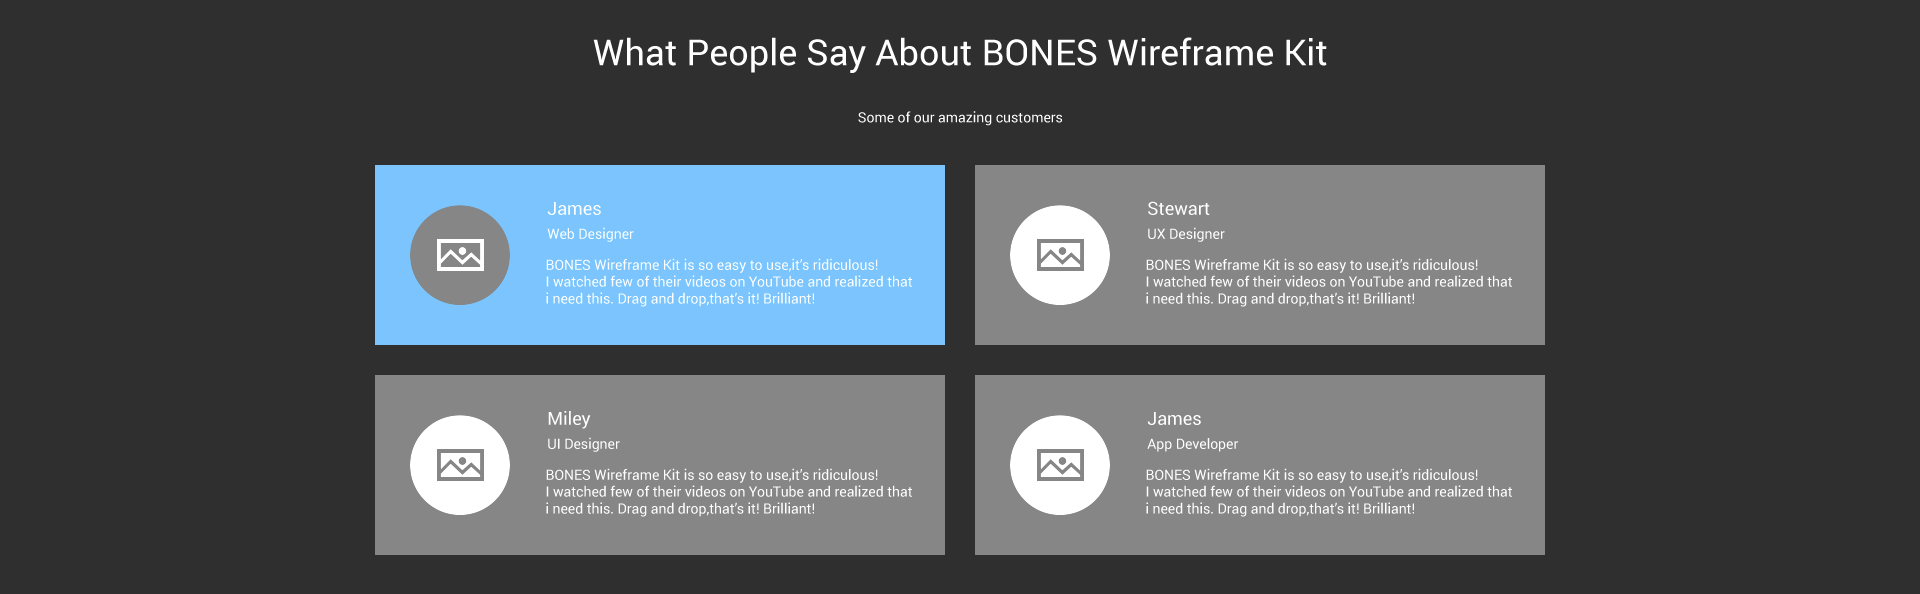 What People Say About BONES Wireframe Kit
Some of our amazing customers
James
Web Designer
BONES Wireframe Kit is so easy to use,it’s ridiculous!
I watched few of their videos on YouTube and realized that
i need this. Drag and drop,that’s it! Brilliant!
Stewart
UX Designer
BONES Wireframe Kit is so easy to use,it’s ridiculous!
I watched few of their videos on YouTube and realized that
i need this. Drag and drop,that’s it! Brilliant!
Miley
UI Designer
BONES Wireframe Kit is so easy to use,it’s ridiculous!
I watched few of their videos on YouTube and realized that
i need this. Drag and drop,that’s it! Brilliant!
James
App Developer
BONES Wireframe Kit is so easy to use,it’s ridiculous!
I watched few of their videos on YouTube and realized that
i need this. Drag and drop,that’s it! Brilliant!